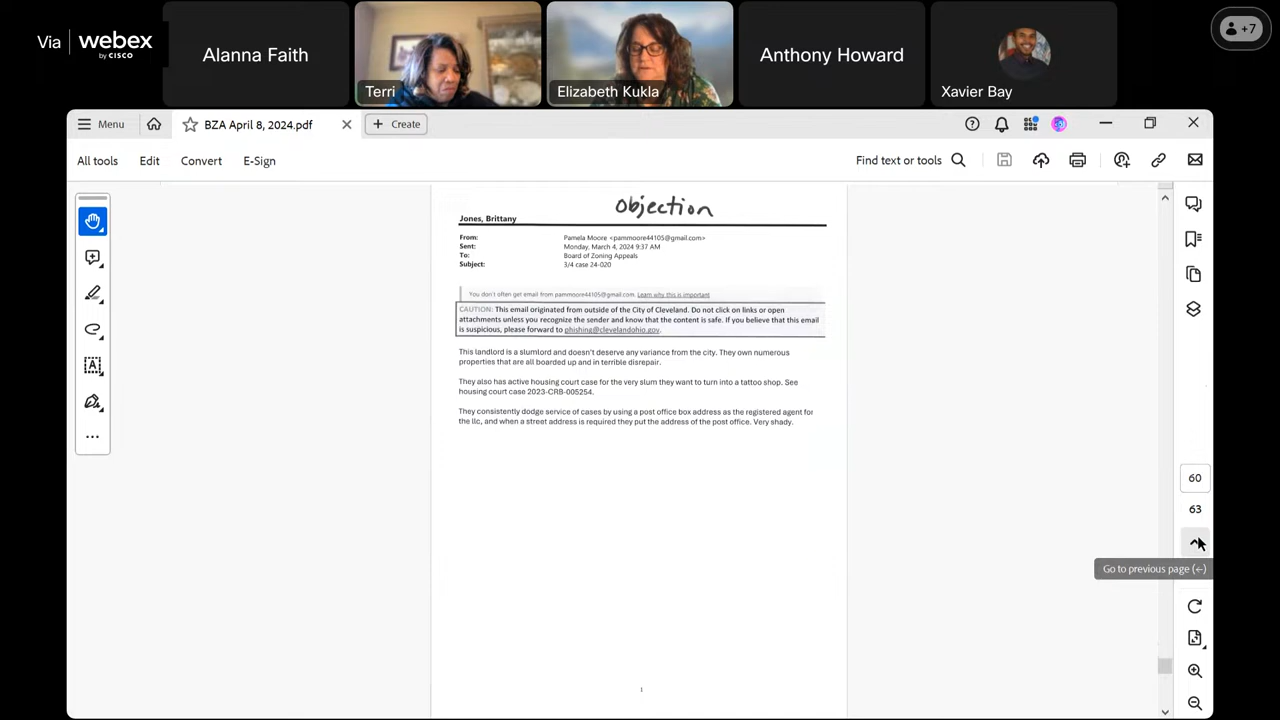 Via webex
by CISCO
Alanna Faith
Terri
Elizabeth Kukla
Anthony Howard
Xavier Bay
+7
Menu
BZA April 8, 2024.pdf
Create
All tools
Edit
Convert
E-Sign
Find text or tools
Objection
Jones, Brittany
From: Pamela Moore <pammoore44105@gmail.com>
Sent: Monday, March 4, 2024 9:37 AM
To: Board of Zoning Appeals
Subject: 3/4 case 24-020
You don't often get email from pammoore44105@gmail.com. Learn why this is important
CAUTION: This email originated from outside of the City of Cleveland. Do not click on links or open
attachments unless you recognize the sender and know that the content is safe. If you believe that this email
is suspicious, please forward to phishing@clevelandohio.gov.
This landlord is a slumlord and doesn't deserve any variance from the city. They own numerous
properties that are all boarded up and in terrible disrepair.
They also has active housing court case for the very slum they want to turn into a tattoo shop. See
housing court case 2023-CRB-005254.
They consistently dodge service of cases by using a post office box address as the registered agent for
the llc, and when a street address is required they put the address of the post office. Very shady.
60
63
Go to previous page (←)
1